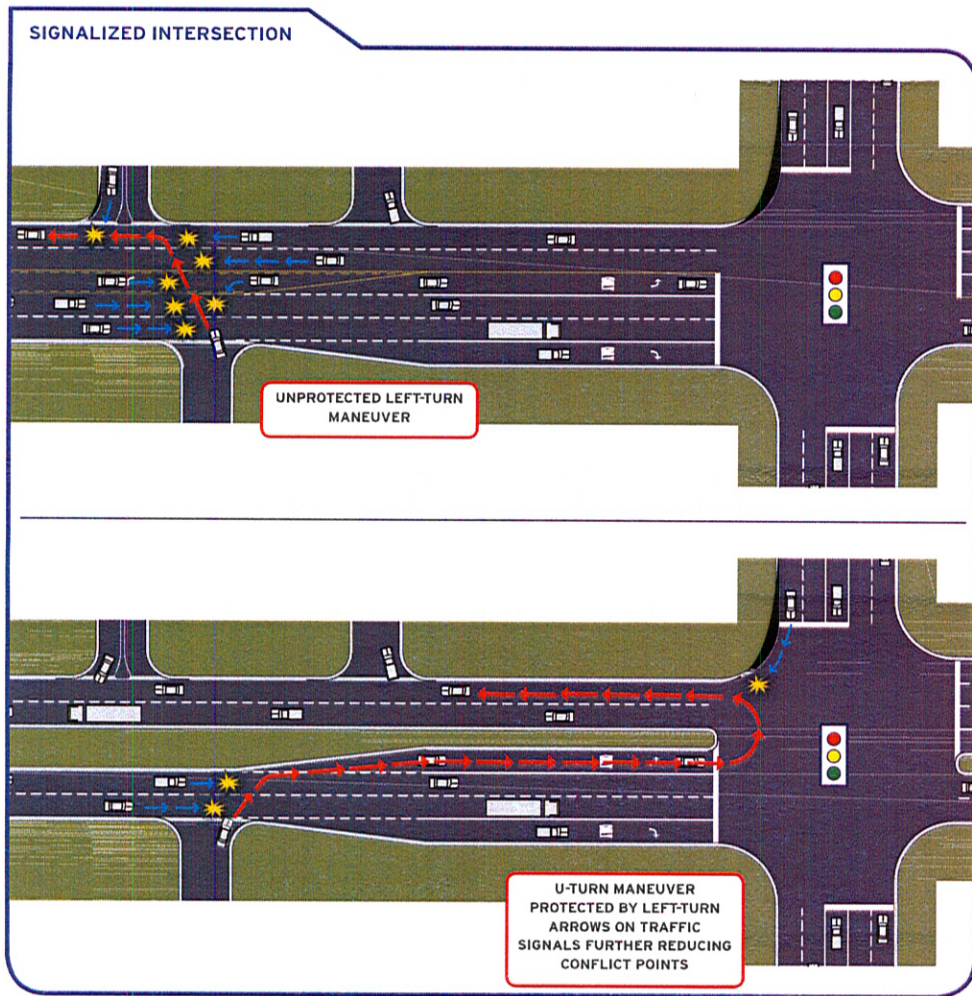 SIGNALIZED INTERSECTION
UNPROTECTED LEFT-TURN
MANEUVER
U-TURN MANEUVER
PROTECTED BY LEFT-TURN
ARROWS ON TRAFFIC
SIGNALS FURTHER REDUCING
CONFLICT POINTS